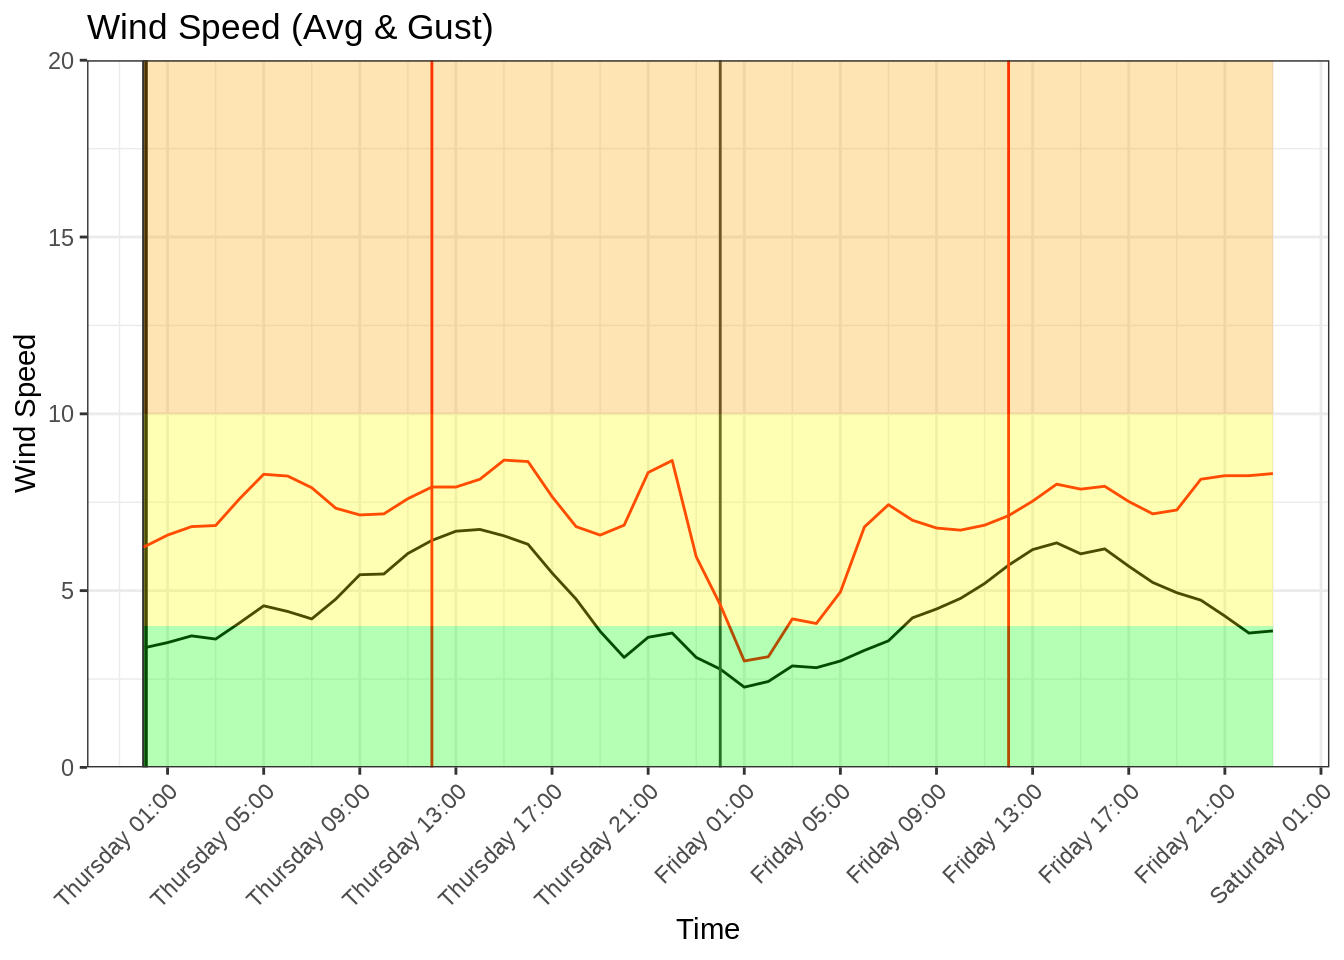 Wind Speed (Avg & Gust)
20
15
10
5
0
Wind Speed
Thursday 01:00
Thursday 05:00
Thursday 09:00
Thursday 13:00
Thursday 17:00
Thursday 21:00
Friday 01:00
Friday 05:00
Friday 09:00
Friday 13:00
Friday 17:00
Friday 21:00
Saturday 01:00
Time